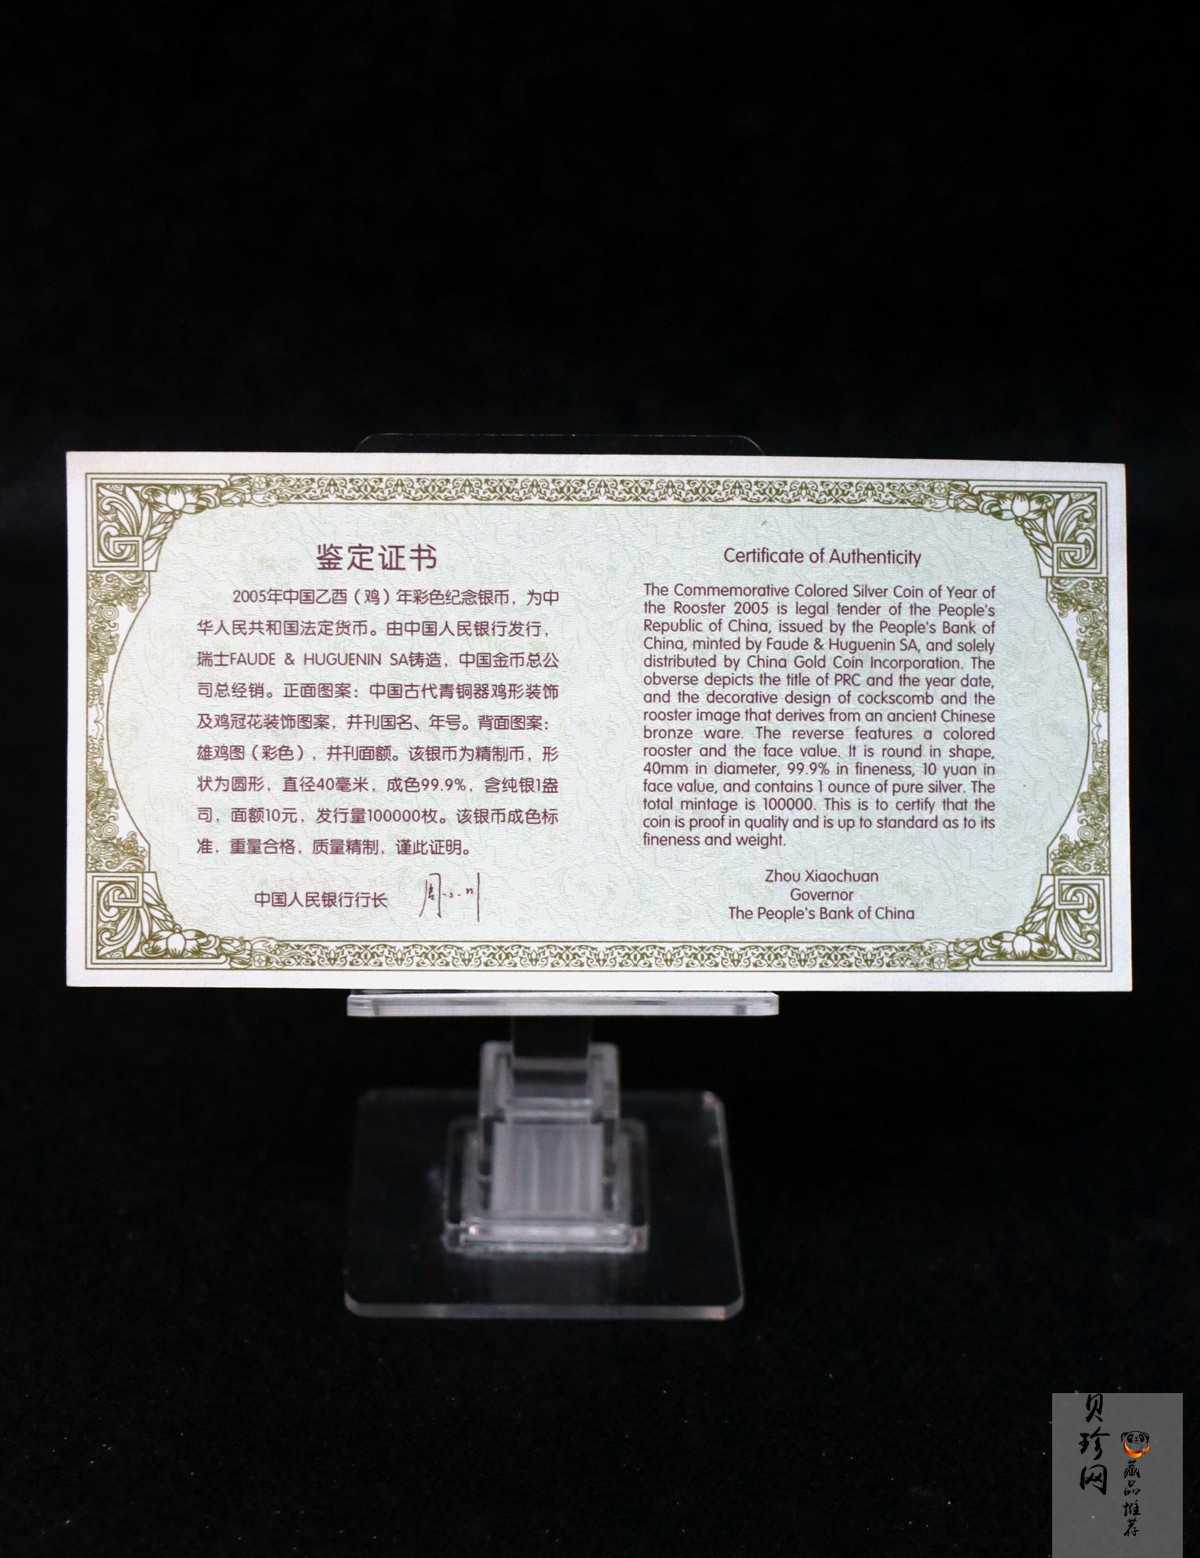 鉴定证书
2005年中国乙酉（鸡）年彩色纪念银币，为中
华人民共和国法定货币。由中国人民银行发行，
瑞士FAUDE & HUGUENIN SA铸造，中国金币总公
司总经销。正面图案：中国古代青铜器鸡形装饰
及鸡冠花装饰图案，并刊国名、年号。背面图案：
雄鸡图（彩色），并刊面额。该银币为精制币，形
状为圆形，直径40毫米，成色99.9%，含纯银1盎
司，面额10元，发行量100000枚。该银币成色标
准，重量合格，质量精制，谨此证明。
中国人民银行行长 周小川
Certificate of Authenticity
The Commemorative Colored Silver Coin of Year of
the Rooster 2005 is legal tender of the People's
Republic of China, issued by the People's Bank of
China, minted by Faude & Huguenin SA, and solely
distributed by China Gold Coin Incorporation. The
obverse depicts the title of PRC and the year date,
and the decorative design of cockscomb and the
rooster image that derives from an ancient Chinese
bronze ware. The reverse features a colored
rooster and the face value. It is round in shape,
40mm in diameter, 99.9% in fineness, 10 yuan in
face value, and contains 1 ounce of pure silver. The
total mintage is 100000. This is to certify that the
coin is proof in quality and is up to standard as to its
fineness and weight.
Zhou Xiaochuan
Governor
The People's Bank of China
贝珍网
藏品推荐